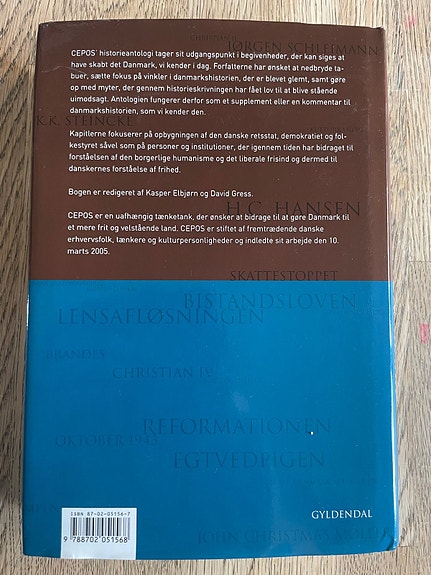 CHRISTIAN II
JØRGEN SCHLEIMANN
CEPOS' historieantologi tager sit udgangspunkt i begivenheder, der kan siges at
have skabt det Danmark, vi kender i dag. Forfatterne har ønsket at nedbryde ta-
buer, sætte fokus på vinkler i danmarkshistorien, der er blevet glemt, samt gøre
op med myter, der gennem historieskrivningen har fået lov til at blive stående
uimodsagt. Antologien fungerer derfor som et supplement eller en kommentar til
danmarkshistorien, som vi kender den.
K.K. STEINCKE
Kapitlerne fokuserer på opbygningen af den danske retsstat, demokratiet og fol-
kestyret såvel som på personer og institutioner, der igennem tiden har bidraget til
forståelsen af den borgerlige humanisme og det liberale frisind og dermed til
danskernes forståelse af frihed.
Bogen er redigeret af Kasper Elbjørn og David Gress.
H.C. HANSEN
CEPOS er en uafhængig tænketank, der ønsker at bidrage til at gøre Danmark til
et mere frit og velstående land. CEPOS er stiftet af fremtrædende danske
erhvervsfolk, tænkere og kulturpersonligheder og indledte sit arbejde den 10.
marts 2005.
SKATTESTOPPET
BISTANDSLOVEN
LENSAFLØSNINGEN
BRANDES
CHRISTIAN
REFORMATIONEN
OKTOBER 1943
EGTVEDPIGEN
ISBN 87-02-05156-7
9 788702 051568
GYLDENDAL
JOHN CHRISTMAS MØLLER